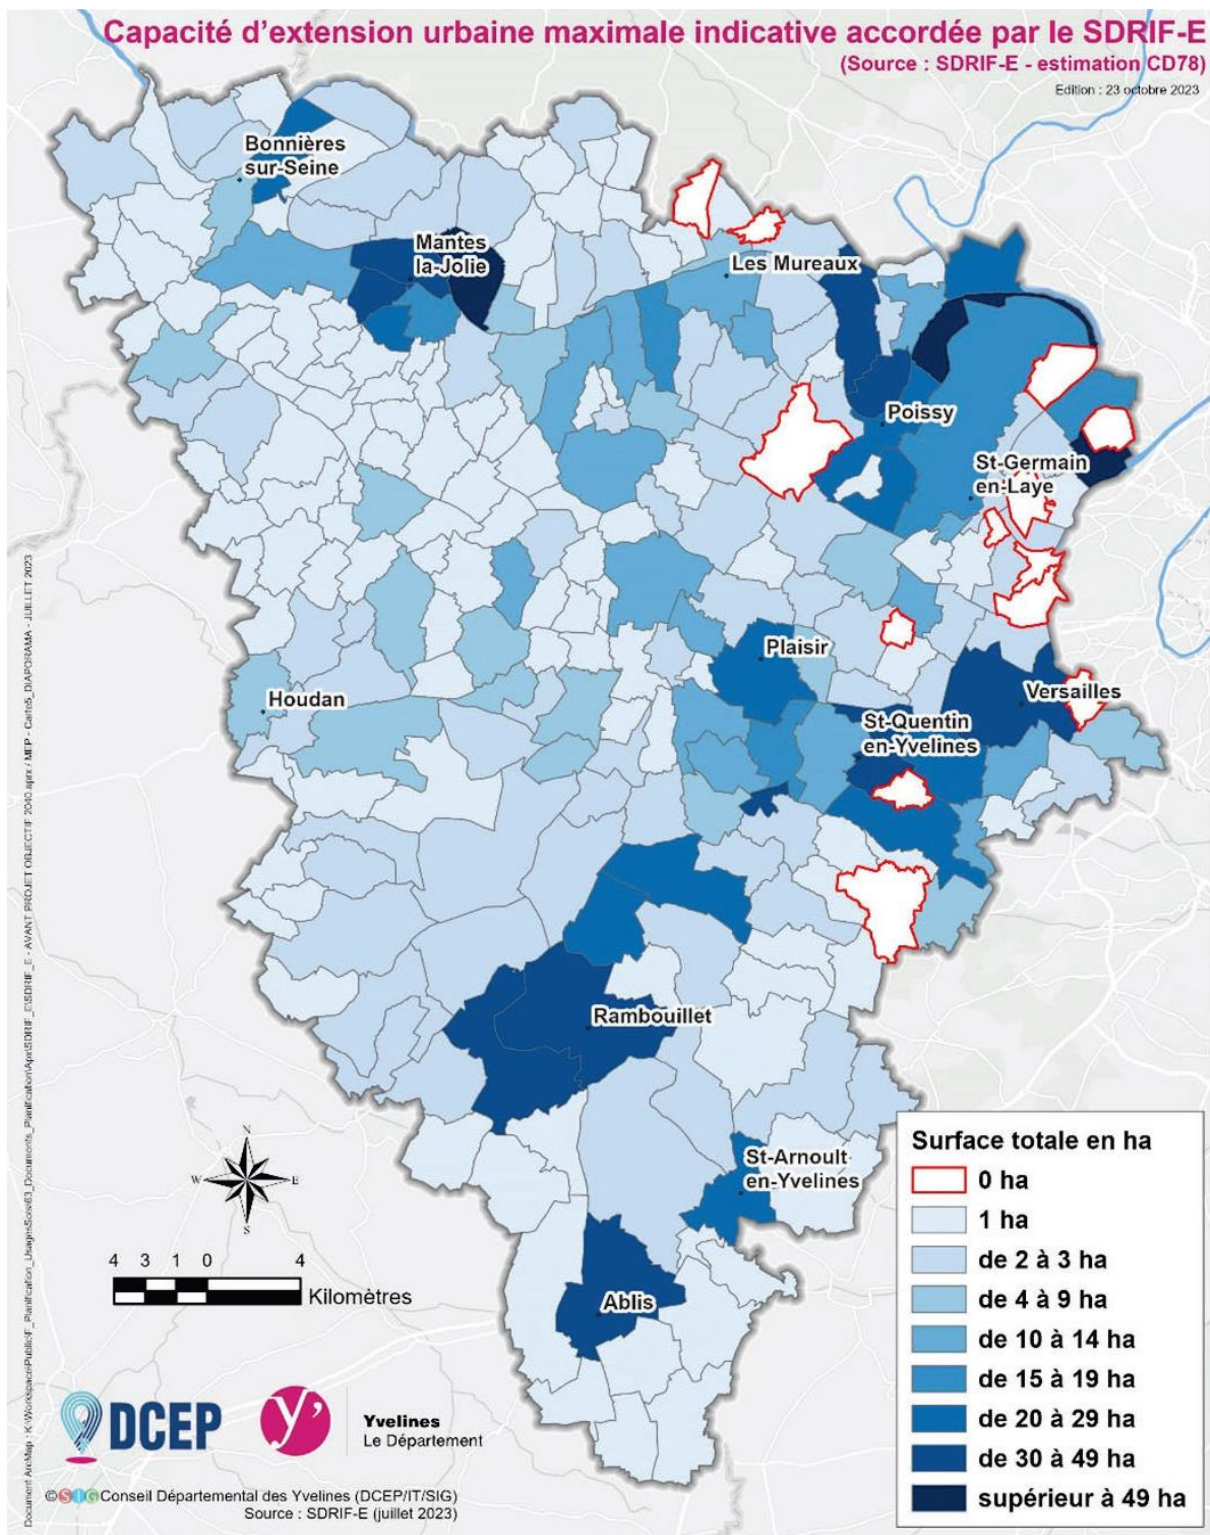 Capacité d'extension urbaine maximale indicative accordée par le SDRIF-E
(Source : SDRIF-E - estimation CD78)
Edition : 23 octobre 2023
Bonnières
sur-Seine
Mantes
la-Jolie
Les Mureaux
Poissy
St-Germain
en-Laye
Plaisir
Houdan
Versailles
St-Quentin
en-Yvelines
Rambouillet
St-Arnoult
en-Yvelines
Ablis
N
W
E
S
4 3 1 0 4
Kilomètres
Surface totale en ha
0 ha
1 ha
de 2 à 3 ha
de 4 à 9 ha
de 10 à 14 ha
de 15 à 19 ha
de 20 à 29 ha
de 30 à 49 ha
supérieur à 49 ha
DCEP
y'
Yvelines
Le Département
© SIG Conseil Départemental des Yvelines (DCEP/IT/SIG)
Source : SDRIF-E (juillet 2023)